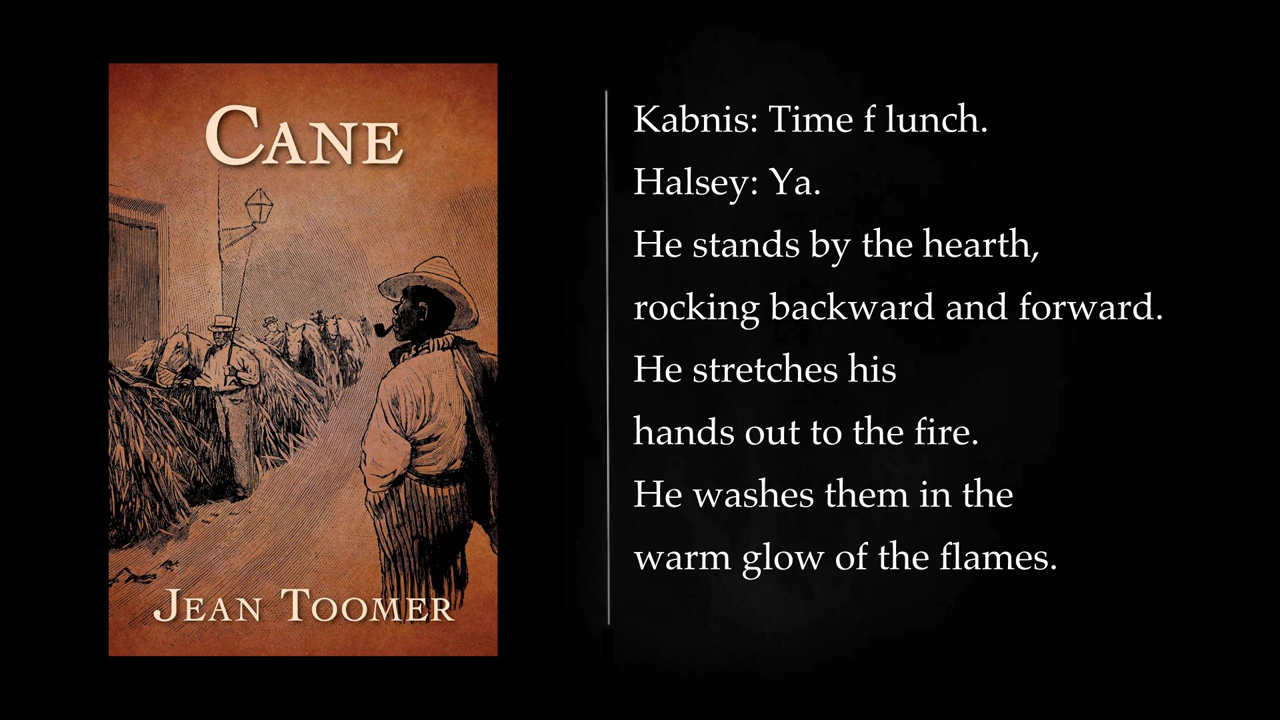 CANE
JEAN TOOMER
Kabnis: Time f lunch.
Halsey: Ya.
He stands by the hearth,
rocking backward and forward.
He stretches his
hands out to the fire.
He washes them in the
warm glow of the flames.